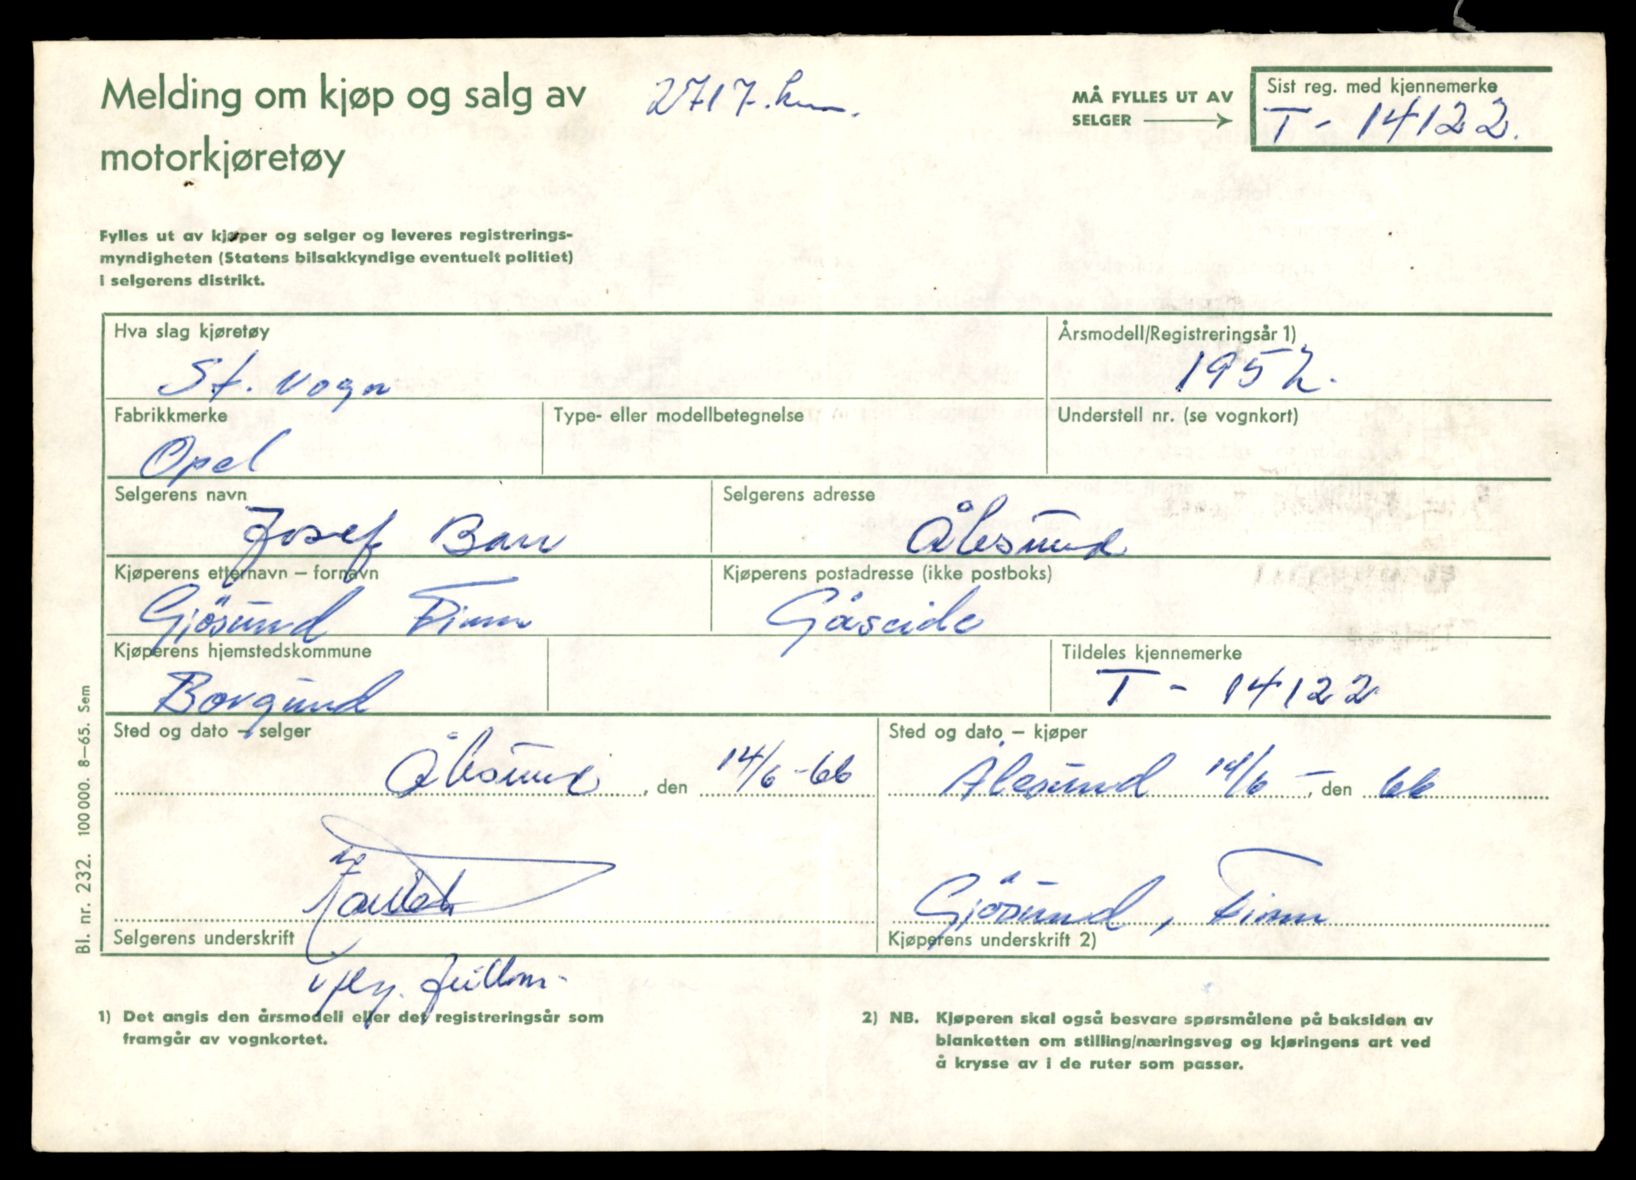 Melding om kjøp og salg av
motorkjøretøy
2717.
MÅ FYLLES UT AV
SELGER
Sist reg. med kjennemerke
T - 14122.
Fylles ut av kjøper og selger og leveres registrerings-
myndigheten (Statens bilsakkyndige eventuelt politiet)
i selgerens distrikt.
Hva slag kjøretøy
St. vogn
Årsmodell/Registreringsår 1)
1952.
Fabrikkmerke
Opel
Type- eller modellbetegnelse
Understell nr. (se vognkort)
Selgerens navn
Josef
Selgerens adresse
Ålesund
Kjøperens etternavn – fornavn
Gjösund Finn
Kjøperens postadresse (ikke postboks)
Gåseide
Kjøperens hjemstedskommune
Borgund
Tildeles kjennemerke
T - 14122
Sted og dato – selger
Ålesund, den 14/6-66
Sted og dato – kjøper
Ålesund 14/6 -, den 66
Selgerens underskrift
Gjösund, Finn
Kjøperens underskrift 2)
1) Det angis den årsmodell eller det registreringsår som
framgår av vognkortet.
2) NB. Kjøperen skal også besvare spørsmålene på baksiden av
blanketten om stilling/næringsveg og kjøringens art ved
å krysse av i de ruter som passer.
Bl. nr. 232. 100 000. 8–65. Sem